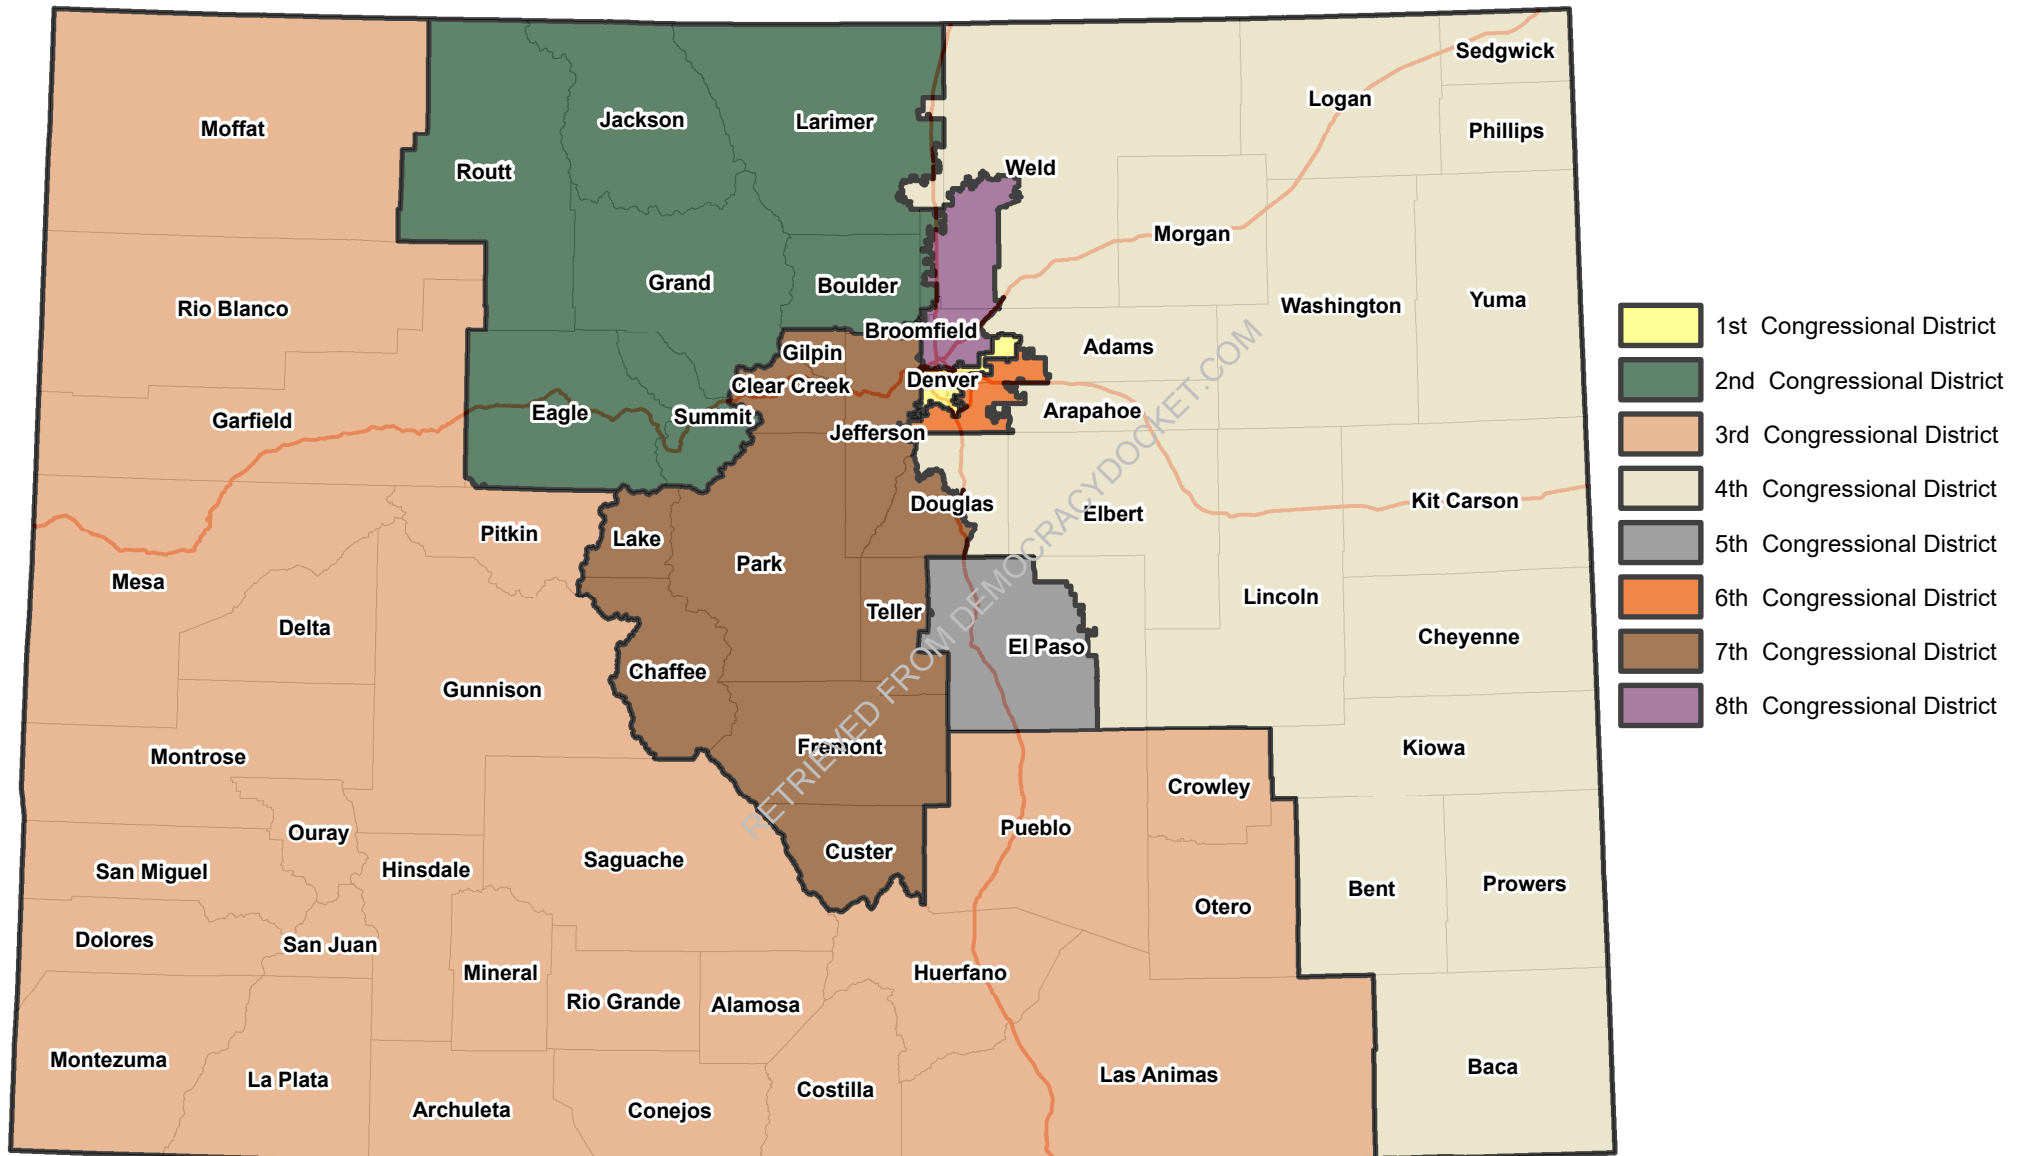 Sedgwick
Logan
Moffat
Jackson
Larimer
Phillips
Routt
Weld
Morgan
Grand
Boulder
Rio Blanco
Washington
Yuma
Broomfield
1st Congressional District
Gilpin
Adams
Clear Creek
Denver
2nd Congressional District
Garfield
Eagle
Summit
Arapahoe
Jefferson
3rd Congressional District
Pitkin
Lake
Douglas
Elbert
Kit Carson
4th Congressional District
Mesa
Park
5th Congressional District
Delta
Teller
Lincoln
6th Congressional District
Chaffee
El Paso
Cheyenne
7th Congressional District
Gunnison
8th Congressional District
Montrose
Fremont
Kiowa
Crowley
Ouray
Pueblo
San Miguel
Hinsdale
Saguache
Custer
Bent
Prowers
Otero
Dolores
San Juan
Mineral
Huerfano
Rio Grande
Alamosa
Montezuma
La Plata
Costilla
Las Animas
Baca
Archuleta
Conejos
RETRIEVED FROM DEMOCRACYDOCKET.COM